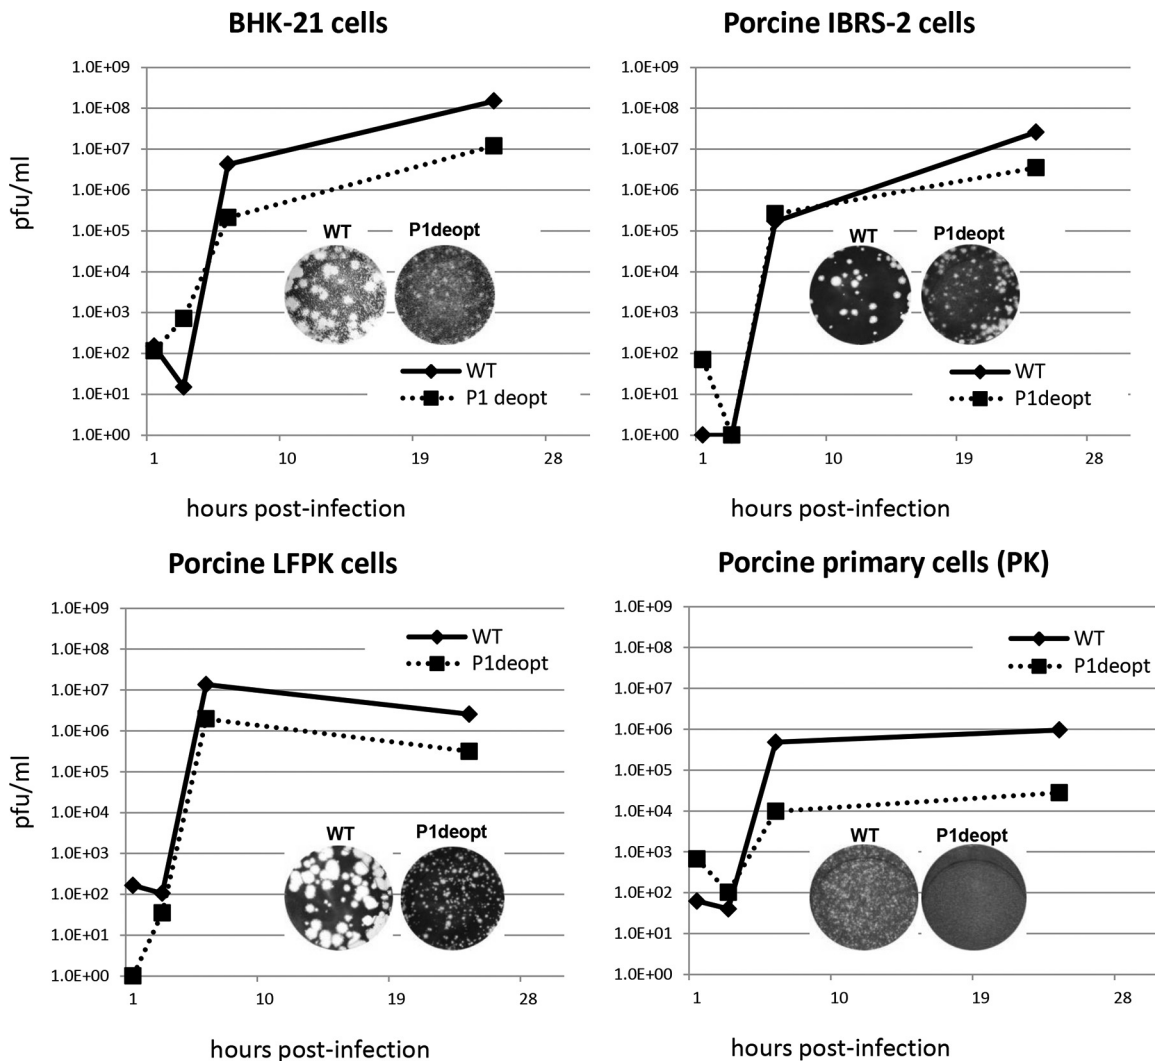 BHK-21 cells
1.0E+09
1.0E+08
1.0E+07
1.0E+06
1.0E+05
1.0E+04
1.0E+03
1.0E+02
1.0E+01
1.0E+00
pfu/ml
WT
P1deopt
WT
P1 deopt
1
10
19
28
hours post-infection
Porcine IBRS-2 cells
1.0E+09
1.0E+08
1.0E+07
1.0E+06
1.0E+05
1.0E+04
1.0E+03
1.0E+02
1.0E+01
1.0E+00
WT
P1deopt
WT
P1deopt
1
10
19
28
hours post-infection
Porcine LFPK cells
1.0E+09
1.0E+08
1.0E+07
1.0E+06
1.0E+05
1.0E+04
1.0E+03
1.0E+02
1.0E+01
1.0E+00
pfu/ml
WT
P1deopt
WT
P1deopt
1
10
19
28
hours post-infection
Porcine primary cells (PK)
1.0E+09
1.0E+08
1.0E+07
1.0E+06
1.0E+05
1.0E+04
1.0E+03
1.0E+02
1.0E+01
1.0E+00
WT
P1deopt
WT
P1deopt
1
10
19
28
hours post-infection